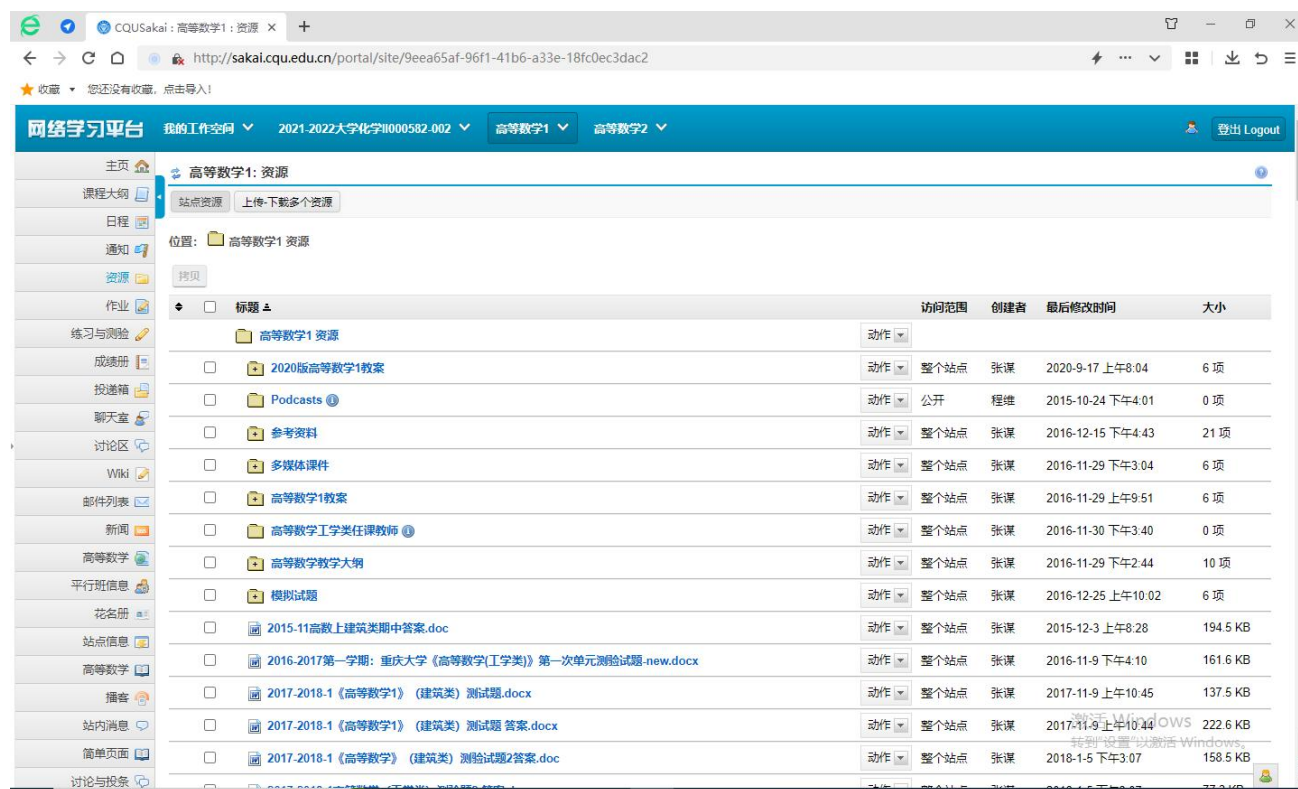 CQUSakai : 高等数学1 : 资源
http://sakai.cqu.edu.cn/portal/site/9eea65af-96f1-41b6-a33e-18fc0ec3dac2
收藏 您还没有收藏，点击导入!
网络学习平台 我的工作空间 2021-2022大学化学II000582-002 高等数学1 高等数学2 登出 Logout
主页
课程大纲
日程
通知
资源
作业
练习与测验
成绩册
投递箱
聊天室
讨论区
Wiki
邮件列表
新闻
高等数学
平行班信息
花名册
站点信息
高等数学
播客
站内消息
简单页面
讨论与投条
高等数学1: 资源
站点资源 上传-下载多个资源
位置: 高等数学1 资源
拷贝
标题 访问范围 创建者 最后修改时间 大小
高等数学1 资源 动作
2020版高等数学1教案 动作 整个站点 张谋 2020-9-17 上午8:04 6 项
Podcasts 动作 公开 程维 2015-10-24 下午4:01 0 项
参考资料 动作 整个站点 张谋 2016-12-15 下午4:43 21 项
多媒体课件 动作 整个站点 张谋 2016-11-29 下午3:04 6 项
高等数学1教案 动作 整个站点 张谋 2016-11-29 上午9:51 6 项
高等数学工学类任课教师 动作 整个站点 张谋 2016-11-30 下午3:40 0 项
高等数学教学大纲 动作 整个站点 张谋 2016-11-29 下午2:44 10 项
模拟试题 动作 整个站点 张谋 2016-12-25 上午10:02 6 项
2015-11高数上建筑类期中答案.doc 动作 整个站点 张谋 2015-12-3 上午8:28 194.5 KB
2016-2017第一学期：重庆大学《高等数学(工学类)》第一次单元测验试题-new.docx 动作 整个站点 张谋 2016-11-9 下午4:10 161.6 KB
2017-2018-1《高等数学1》（建筑类）测试题.docx 动作 整个站点 张谋 2017-11-9 上午10:45 137.5 KB
2017-2018-1《高等数学1》（建筑类）测试题 答案.docx 动作 整个站点 张谋 2017-11-9 上午10:44 222.6 KB
2017-2018-1《高等数学》（建筑类）测验试题2答案.doc 动作 整个站点 张谋 2018-1-5 下午3:07 158.5 KB
激活 Windows
转到"设置"以激活 Windows。